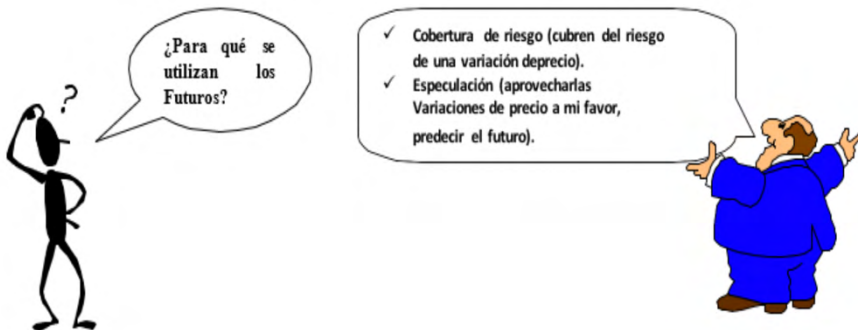 ?
¿Para qué se
utilizan los
Futuros?
✓ Cobertura de riesgo (cubren del riesgo
de una variación deprecio).
✓ Especulación (aprovecharlas
Variaciones de precio a mi favor,
predecir el futuro).